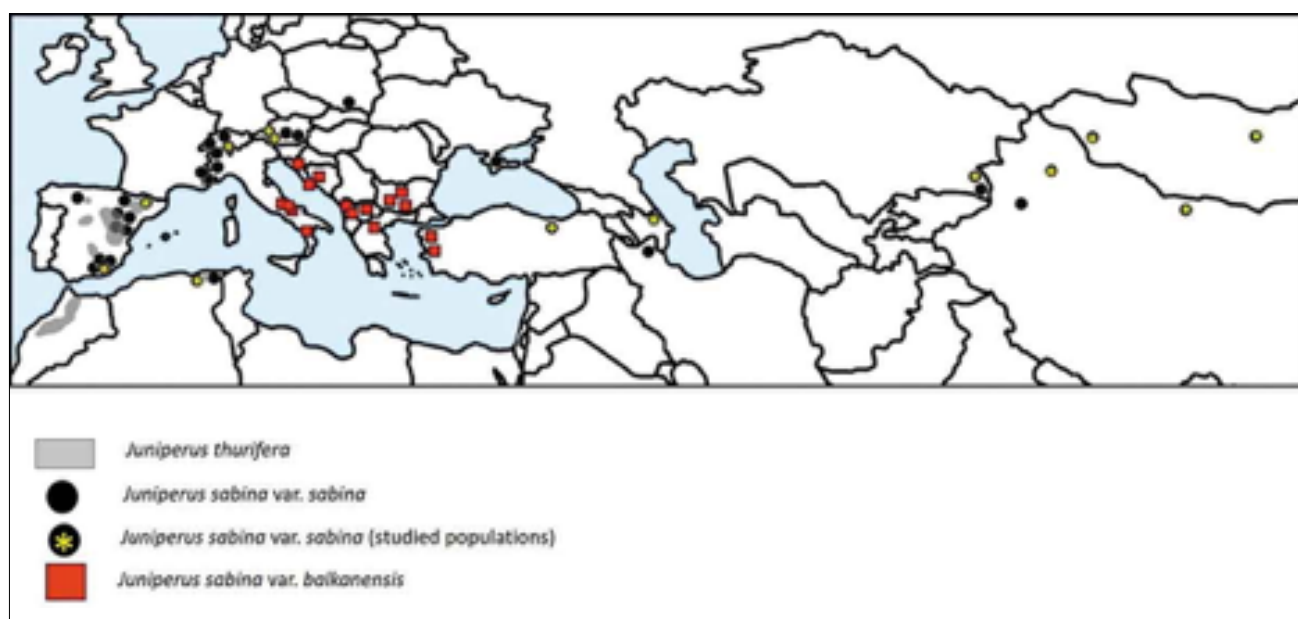 Juniperus thurifera
Juniperus sabina var. sabina
Juniperus sabina var. sabina (studied populations)
Juniperus sabina var. balkanensis